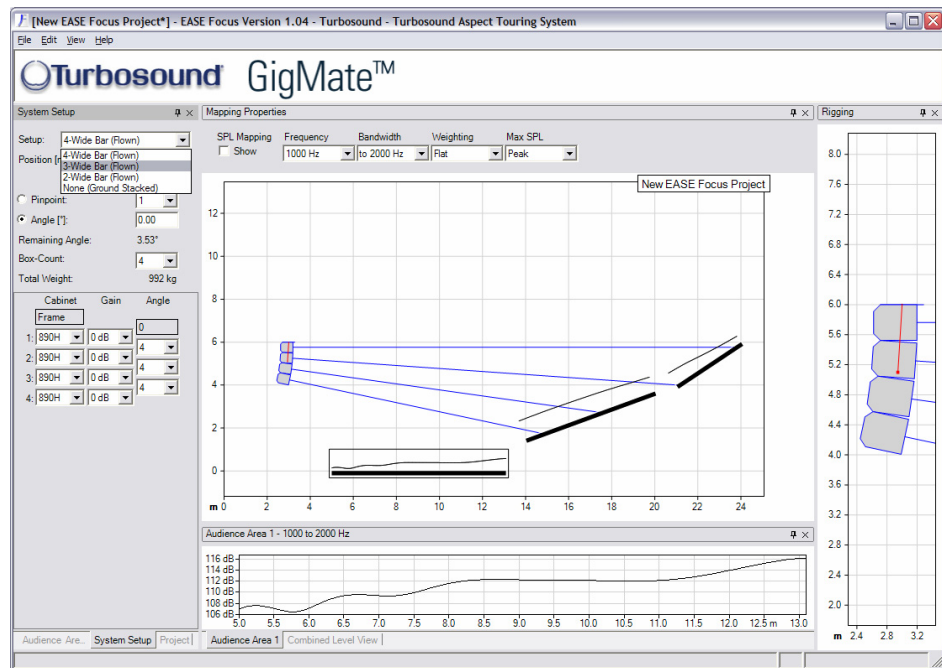 [New EASE Focus Project*] - EASE Focus Version 1.04 - Turbosound - Turbosound Aspect Touring System
File Edit View Help
Turbosound GigMate™
System Setup
Setup: 4-Wide Bar (Flown)
4-Wide Bar (Flown)
3-Wide Bar (Flown)
2-Wide Bar (Flown)
None (Ground Stacked)
Pinpoint: 1
Angle [°]: 0.00
Remaining Angle: 3.53°
Box-Count: 4
Total Weight: 992 kg
Cabinet Gain Angle
Frame 0
1: 890H 0 dB 4
2: 890H 0 dB 4
3: 890H 0 dB 4
4: 890H 0 dB
Audience Are... System Setup Project
Mapping Properties
SPL Mapping Frequency Bandwidth Weighting Max SPL
Show 1000 Hz to 2000 Hz Flat Peak
New EASE Focus Project
12
10
8
6
4
2
0
m 0 2 4 6 8 10 12 14 16 18 20 22 24
Audience Area 1 - 1000 to 2000 Hz
116 dB
114 dB
112 dB
110 dB
108 dB
106 dB
5.0 5.5 6.0 6.5 7.0 7.5 8.0 8.5 9.0 9.5 10.0 10.5 11.0 11.5 12.0 12.5 m 13.0
Audience Area 1 Combined Level View
Rigging
8.0
7.6
7.2
6.8
6.4
6.0
5.6
5.2
4.8
4.4
4.0
3.6
3.2
2.8
2.4
2.0
m 2.4 2.8 3.2